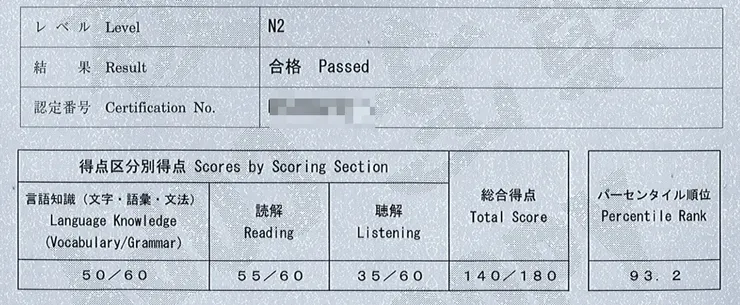 レベル Level N2
結果 Result 合格 Passed
認定番号 Certification No.
得点区分別得点 Scores by Scoring Section
言語知識（文字・語彙・文法）
Language Knowledge
(Vocabulary/Grammar)
読解
Reading
聴解
Listening
総合得点
Total Score
パーセンタイル順位
Percentile Rank
５０／６０ ５５／６０ ３５／６０ １４０／１８０ ９３．２